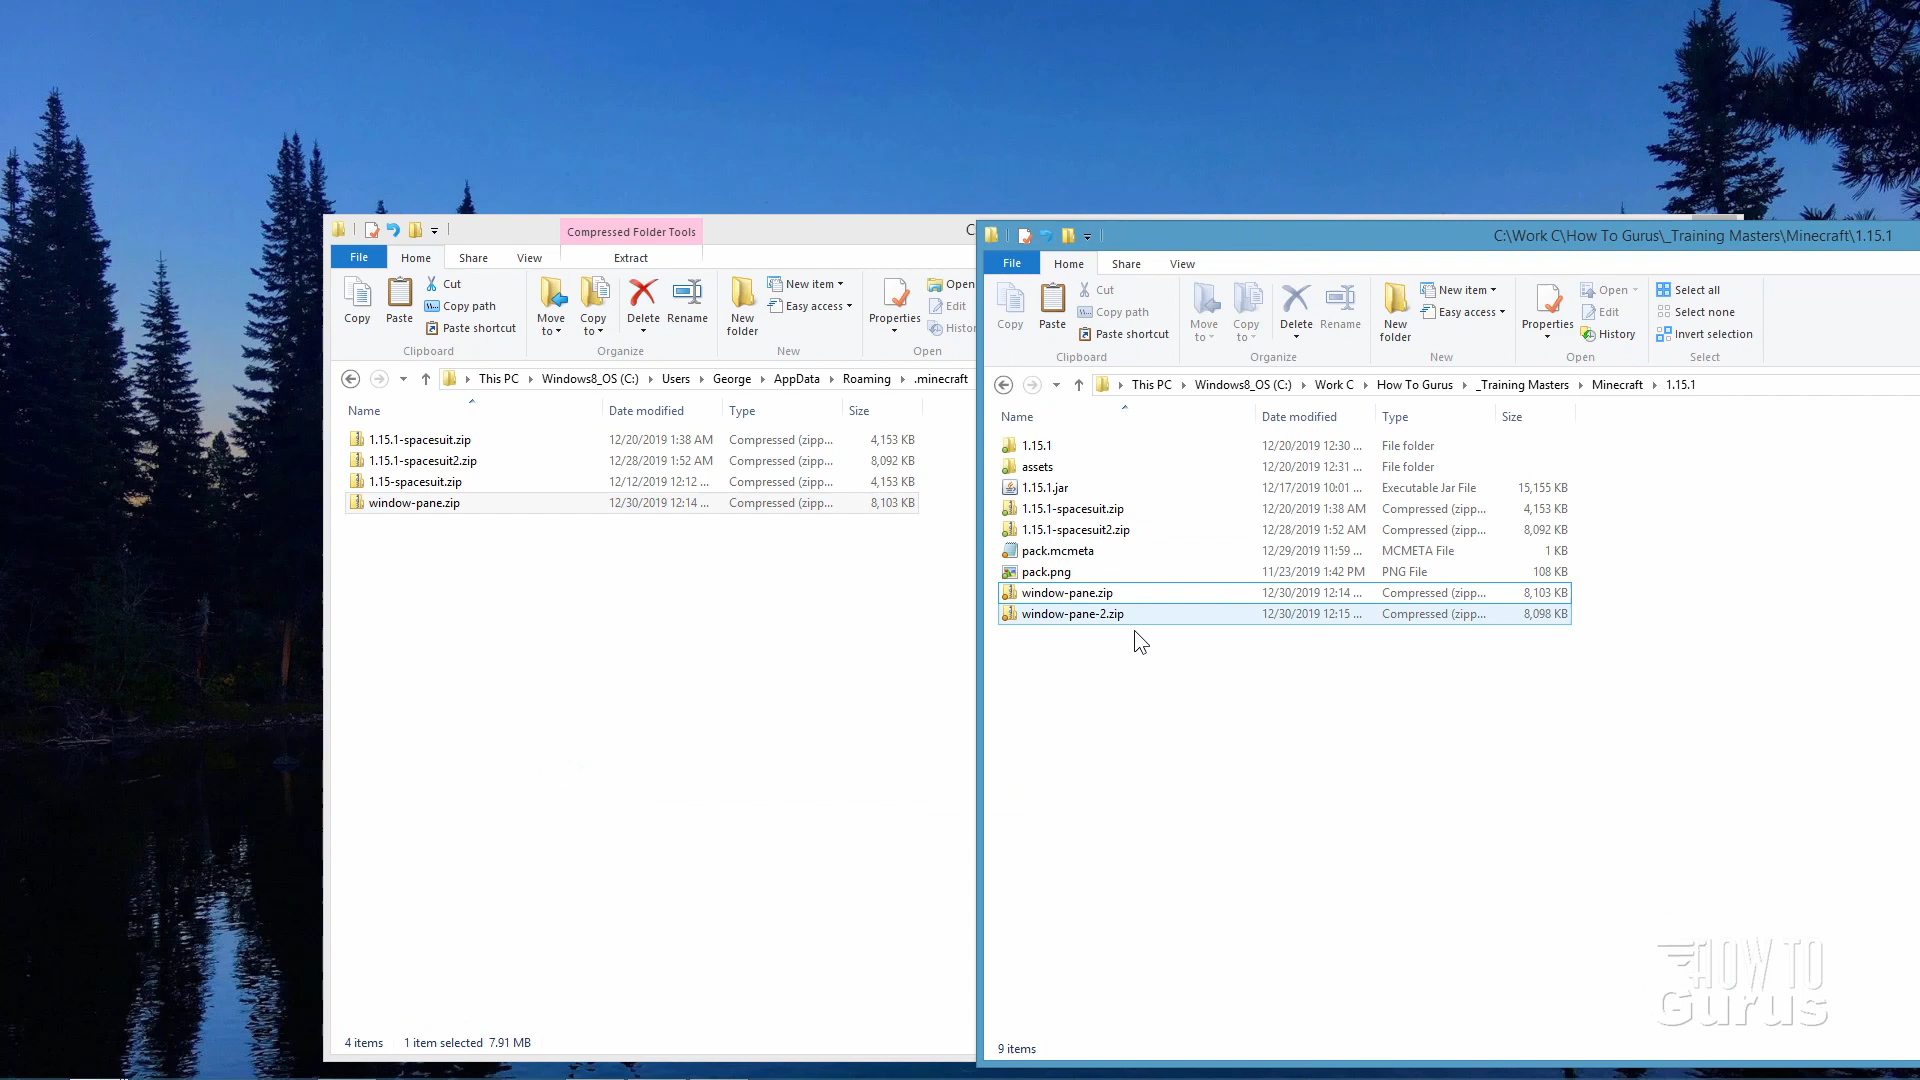 Compressed Folder Tools
C
File Home Share View Extract
Copy
Paste
Cut
Copy path
Paste shortcut
Move to
Copy to
Delete
Rename
New folder
New item
Easy access
Properties
Open
Edit
Histor
Clipboard Organize New Open
This PC Windows8_OS (C:) Users George AppData Roaming .minecraft
Name Date modified Type Size
1.15.1-spacesuit.zip 12/20/2019 1:38 AM Compressed (zipp... 4,153 KB
1.15.1-spacesuit2.zip 12/28/2019 1:52 AM Compressed (zipp... 8,092 KB
1.15-spacesuit.zip 12/12/2019 12:12 ... Compressed (zipp... 4,153 KB
window-pane.zip 12/30/2019 12:14 ... Compressed (zipp... 8,103 KB
4 items 1 item selected 7.91 MB
C:\Work C\How To Gurus\_Training Masters\Minecraft\1.15.1
File Home Share View
Copy
Paste
Cut
Copy path
Paste shortcut
Move to
Copy to
Delete
Rename
New folder
New item
Easy access
Properties
Open
Edit
History
Select all
Select none
Invert selection
Clipboard Organize New Open Select
This PC Windows8_OS (C:) Work C How To Gurus _Training Masters Minecraft 1.15.1
Name Date modified Type Size
1.15.1 12/20/2019 12:30 ... File folder
assets 12/20/2019 12:31 ... File folder
1.15.1.jar 12/17/2019 10:01 ... Executable Jar File 15,155 KB
1.15.1-spacesuit.zip 12/20/2019 1:38 AM Compressed (zipp... 4,153 KB
1.15.1-spacesuit2.zip 12/28/2019 1:52 AM Compressed (zipp... 8,092 KB
pack.mcmeta 12/29/2019 11:59 ... MCMETA File 1 KB
pack.png 11/23/2019 1:42 PM PNG File 108 KB
window-pane.zip 12/30/2019 12:14 ... Compressed (zipp... 8,103 KB
window-pane-2.zip 12/30/2019 12:15 ... Compressed (zipp... 8,098 KB
9 items
HOW TO
Gurus